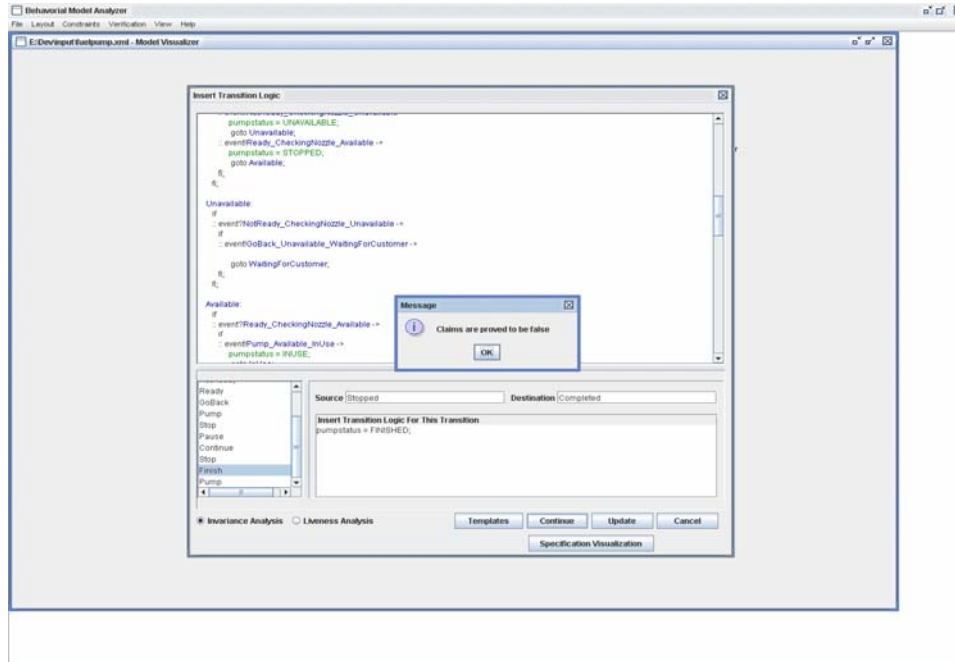 Behavorial Model Analyzer
File Layout Constraints Verification View Help
E:\Dev\input\fuelpump.xml - Model Visualizer
Insert Transition Logic
pumpstatus = UNAVAILABLE;
goto Unavailable;
:: event!Ready_CheckingNozzle_Available ->
pumpstatus = STOPPED;
goto Available;
fi;
fi;
Unavailable:
if
:: event?NotReady_CheckingNozzle_Unavailable ->
if
:: event!GoBack_Unavailable_WaitingForCustomer ->
goto WaitingForCustomer;
fi;
fi;
Available:
if
:: event?Ready_CheckingNozzle_Available ->
if
:: event!Pump_Available_InUse ->
pumpstatus = INUSE;
Message
Claims are proved to be false
OK
Ready
GoBack
Pump
Stop
Pause
Continue
Stop
Finish
Pump
Source Stopped Destination Completed
Insert Transition Logic For This Transition
pumpstatus = FINISHED;
Invariance Analysis Liveness Analysis Templates Continue Update Cancel
Specification Visualization